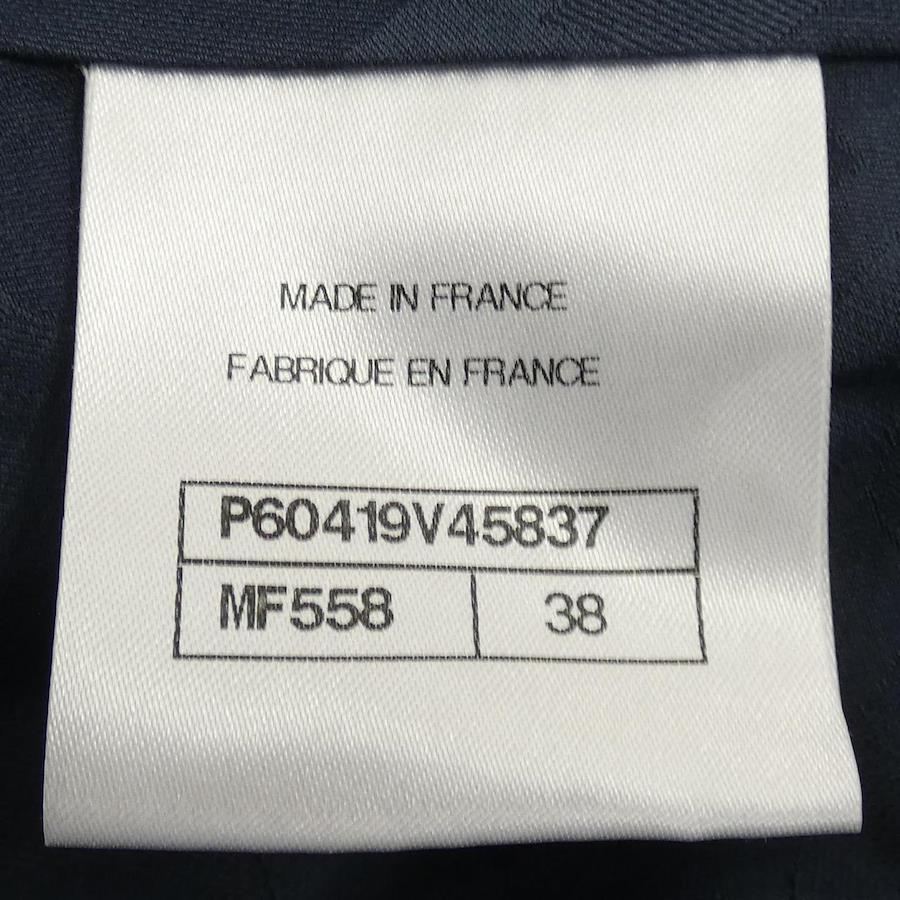 MADE IN FRANCE
FABRIQUE EN FRANCE
P60419V45837
MF558 38